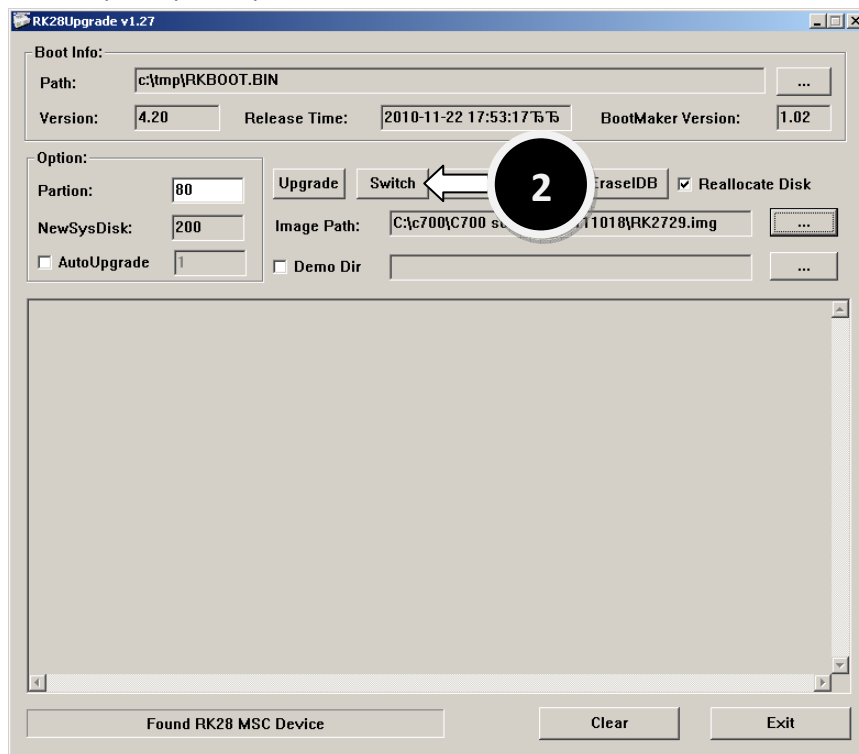 RK28Upgrade v1.27
Boot Info:
Path: c:\tmp\RKBOOT.BIN ...
Version: 4.20 Release Time: 2010-11-22 17:53:17ЪЪ BootMaker Version: 1.02
Option:
Partion: 80 Upgrade Switch 2 EraseIDB Reallocate Disk
NewSysDisk: 200 Image Path: C:\c700\C700 11018\RK2729.img ...
AutoUpgrade 1 Demo Dir ...
Found RK28 MSC Device Clear Exit